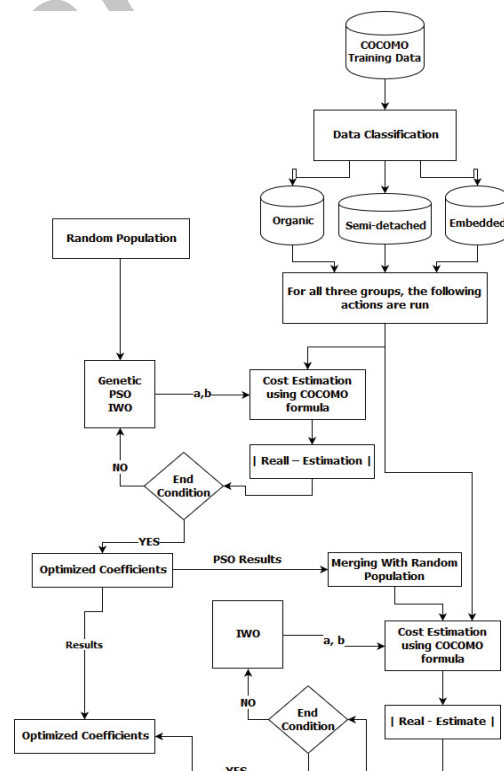 COCOMO
Training Data
Data Classification
Organic
Semi-detached
Embedded
Random Population
For all three groups, the following
actions are run
Genetic
PSO
IWO
a,b
Cost Estimation
using COCOMO
formula
NO
| Reall – Estimation |
End
Condition
YES
Optimized Coefficients
PSO Results
Merging With Random
Population
Results
IWO
a, b
Cost Estimation
using COCOMO
formula
NO
End
Condition
| Real - Estimate |
Optimized Coefficients
YES